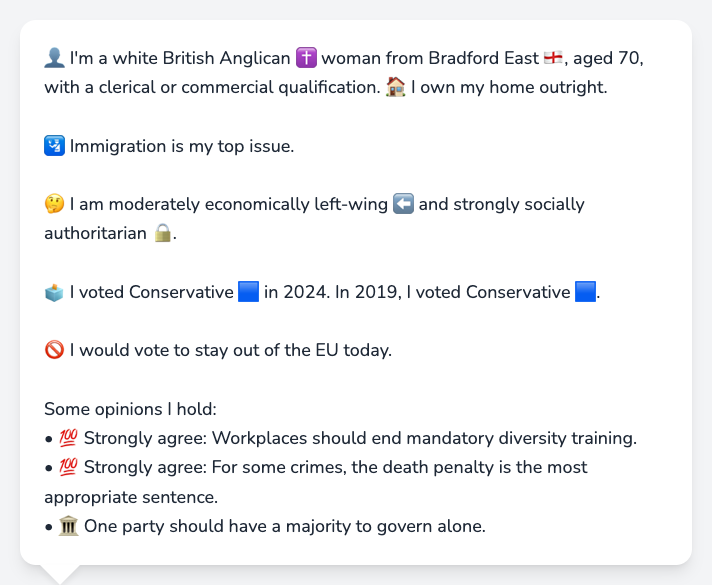 👤 I'm a white British Anglican ✝️ woman from Bradford East 🏴󠁧󠁢󠁥󠁮󠁧󠁿, aged 70,
with a clerical or commercial qualification. 🏠 I own my home outright.
🛂 Immigration is my top issue.
🤔 I am moderately economically left-wing ⬅️ and strongly socially
authoritarian 🔒.
🗳️ I voted Conservative 🟦 in 2024. In 2019, I voted Conservative 🟦.
🚫 I would vote to stay out of the EU today.
Some opinions I hold:
• 💯 Strongly agree: Workplaces should end mandatory diversity training.
• 💯 Strongly agree: For some crimes, the death penalty is the most
appropriate sentence.
• 🏛️ One party should have a majority to govern alone.